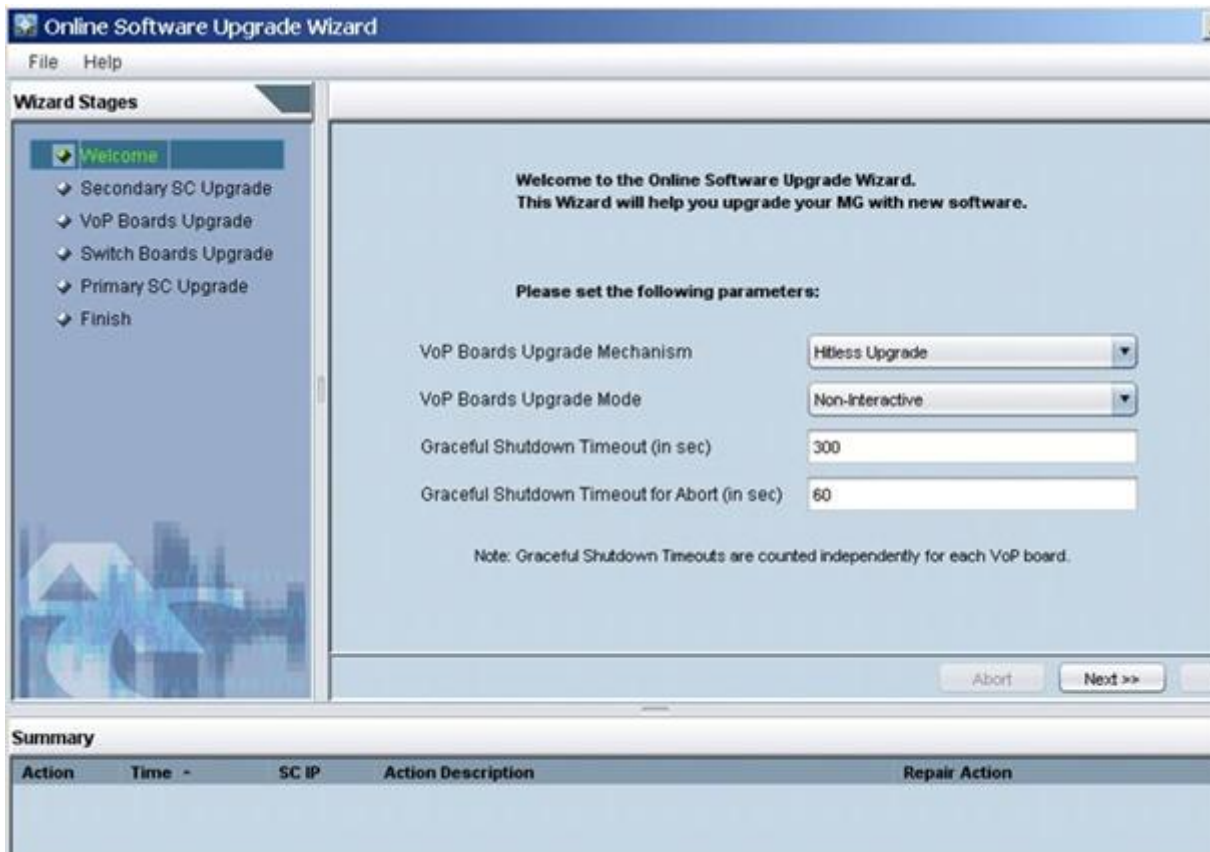 Online Software Upgrade Wizard
File Help
Wizard Stages
Welcome
Secondary SC Upgrade
VoP Boards Upgrade
Switch Boards Upgrade
Primary SC Upgrade
Finish
Welcome to the Online Software Upgrade Wizard.
This Wizard will help you upgrade your MG with new software.
Please set the following parameters:
VoP Boards Upgrade Mechanism Hitless Upgrade
VoP Boards Upgrade Mode Non-Interactive
Graceful Shutdown Timeout (in sec) 300
Graceful Shutdown Timeout for Abort (in sec) 60
Note: Graceful Shutdown Timeouts are counted independently for each VoP board.
Abort Next >>
Summary
Action Time SC IP Action Description Repair Action